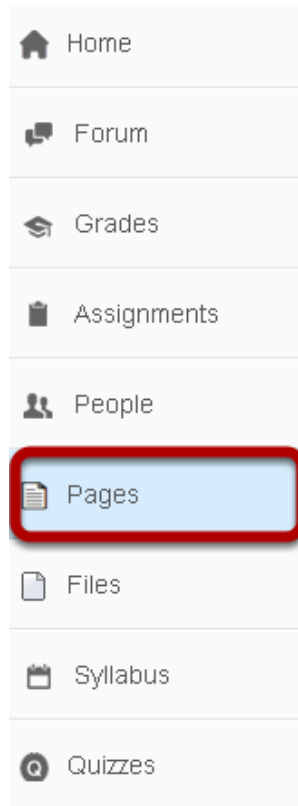 Home
Forum
Grades
Assignments
People
Pages
Files
Syllabus
Quizzes